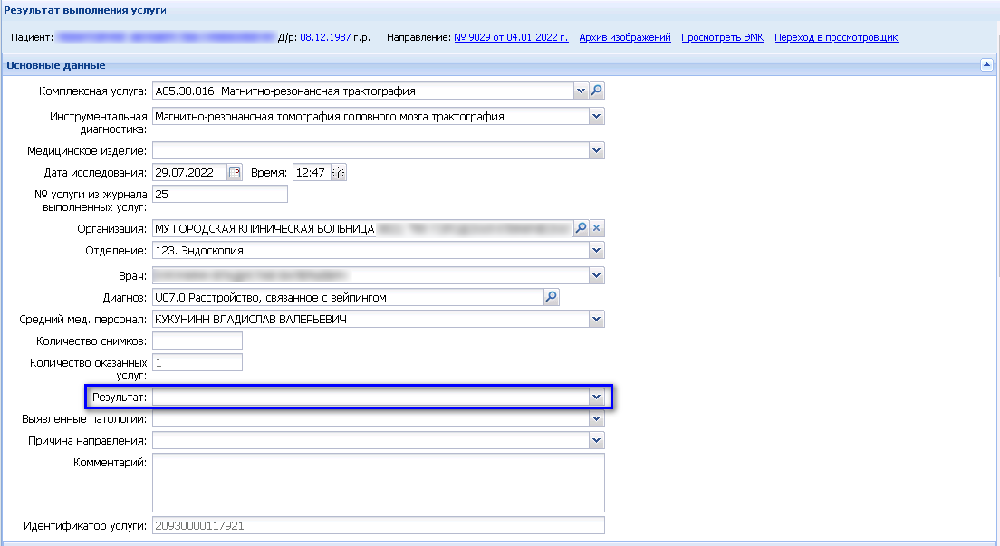 Результат выполнения услуги
Пациент: Д/р: 08.12.1987 г.р. Направление: № 9029 от 04.01.2022 г. Архив изображений Просмотреть ЭМК Переход в просмотровщик
Основные данные
Комплексная услуга: A05.30.016. Магнитно-резонансная трактография
Инструментальная диагностика: Магнитно-резонансная томография головного мозга трактография
Медицинское изделие:
Дата исследования: 29.07.2022 Время: 12:47
№ услуги из журнала выполненных услуг: 25
Организация: МУ ГОРОДСКАЯ КЛИНИЧЕСКАЯ БОЛЬНИЦА
Отделение: 123. Эндоскопия
Врач:
Диагноз: U07.0 Расстройство, связанное с вейпингом
Средний мед. персонал: КУКУНИНН ВЛАДИСЛАВ ВАЛЕРЬЕВИЧ
Количество снимков:
Количество оказанных услуг: 1
Результат:
Выявленные патологии:
Причина направления:
Комментарий:
Идентификатор услуги: 20930000117921